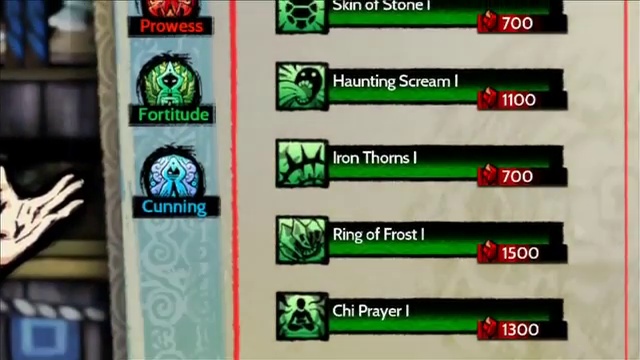 Prowess
Fortitude
Cunning
Skin of Stone I
700
Haunting Scream I
1100
Iron Thorns I
700
Ring of Frost I
1500
Chi Prayer I
1300